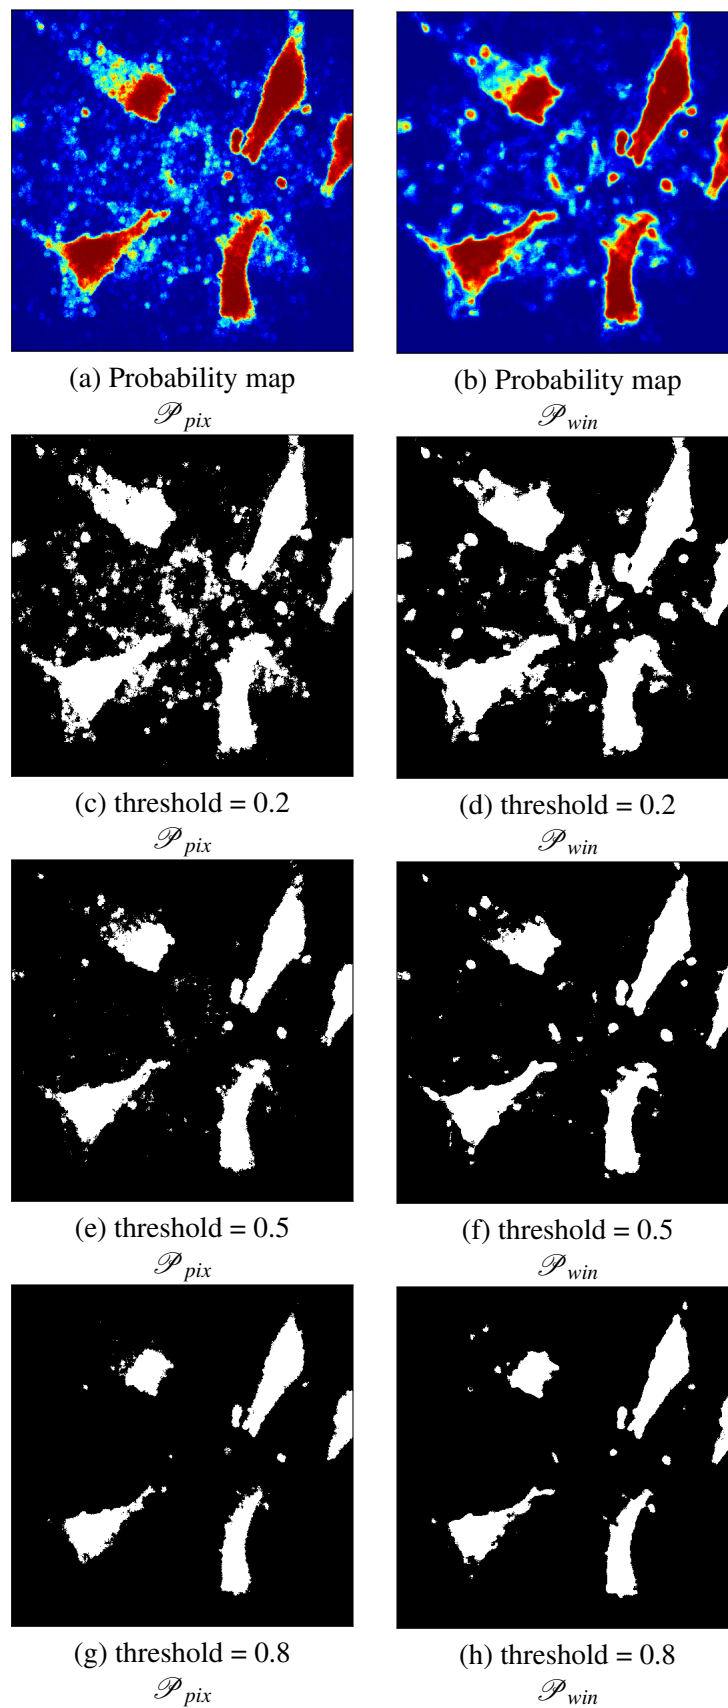 (a) Probability map (b) Probability map
𝒫pix 𝒫win
(c) threshold = 0.2 (d) threshold = 0.2
𝒫pix 𝒫win
(e) threshold = 0.5 (f) threshold = 0.5
𝒫pix 𝒫win
(g) threshold = 0.8 (h) threshold = 0.8
𝒫pix 𝒫win